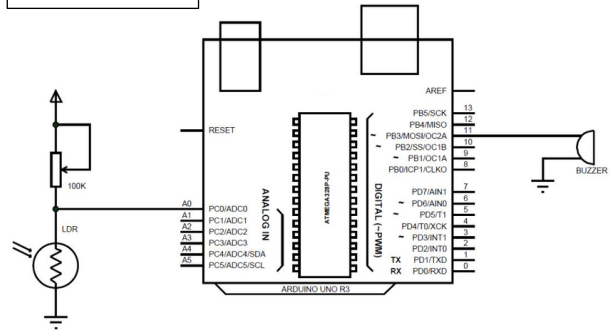 AREF
13
PB5/SCK
12
PB4/MISO
RESET
11
~ PB3/MOSI/OC2A
10
~ PB2/SS/OC1B
9
~ PB1/OC1A
8
PB0/ICP1/CLKO
BUZZER
100K
ATMEGA328P-PU
ANALOG IN
DIGITAL (~PWM)
7
PD7/AIN1
A0
PC0/ADC0
6
~ PD6/AIN0
A1
PC1/ADC1
5
~ PD5/T1
LDR
A2
PC2/ADC2
4
PD4/T0/XCK
A3
PC3/ADC3
3
~ PD3/INT1
A4
PC4/ADC4/SDA
2
PD2/INT0
A5
PC5/ADC5/SCL
1
TX PD1/TXD
0
RX PD0/RXD
ARDUINO UNO R3